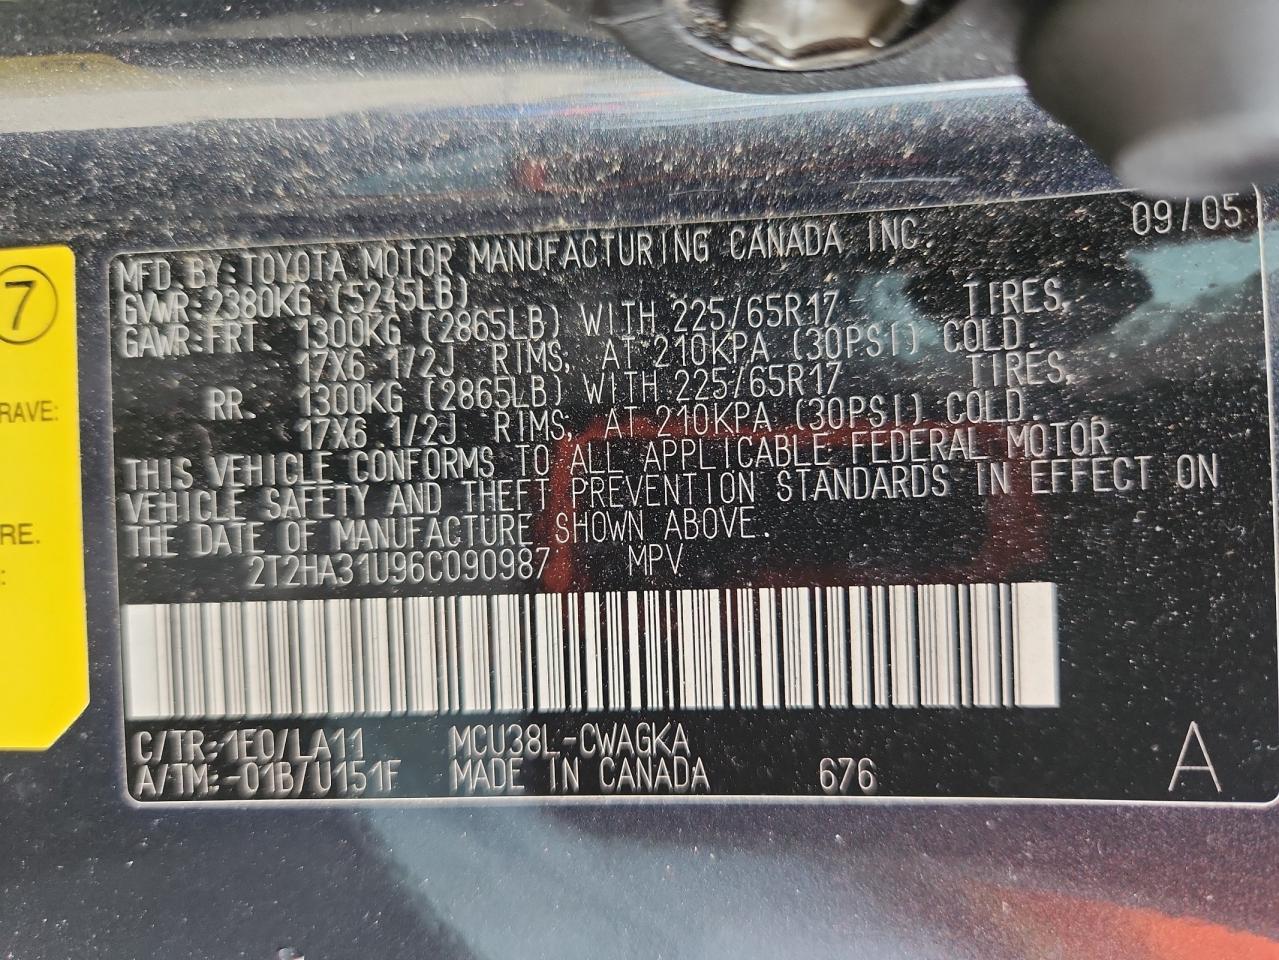 09/05
MFD. BY: TOYOTA MOTOR MANUFACTURING CANADA INC.
GVWR: 2380KG (5245LB)
GAWR: FRT. 1300KG (2865LB) WITH 225/65R17 TIRES,
17X6 1/2J RIMS, AT 210KPA (30PSI) COLD.
RR. 1300KG (2865LB) WITH 225/65R17 TIRES,
17X6 1/2J RIMS, AT 210KPA (30PSI) COLD.
THIS VEHICLE CONFORMS TO ALL APPLICABLE FEDERAL MOTOR
VEHICLE SAFETY AND THEFT PREVENTION STANDARDS IN EFFECT ON
THE DATE OF MANUFACTURE SHOWN ABOVE.
2T2HA31U96C090987 MPV
C/TR: 1E0/LA11 MCU38L-CWAGKA
A/TM: -01B/U151F MADE IN CANADA 676 A
7
RAVE:
RE.